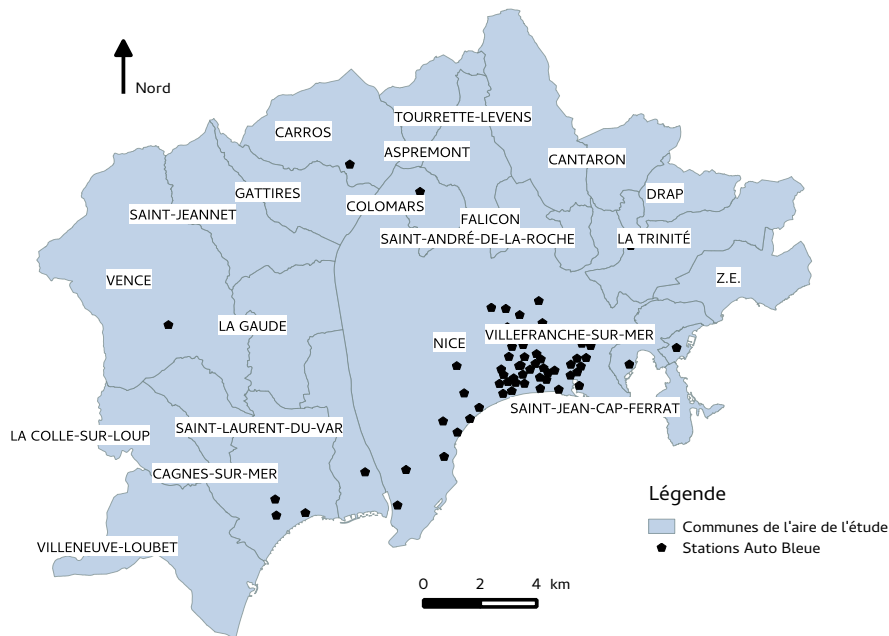 Nord
TOURRETTE-LEVENS
CARROS
ASPREMONT
CANTARON
GATTIRES
DRAP
COLOMARS
SAINT-JEANNET
FALICON
SAINT-ANDRÉ-DE-LA-ROCHE
LA TRINITÉ
VENCE
Z.E.
LA GAUDE
VILLEFRANCHE-SUR-MER
NICE
SAINT-JEAN-CAP-FERRAT
SAINT-LAURENT-DU-VAR
LA COLLE-SUR-LOUP
CAGNES-SUR-MER
VILLENEUVE-LOUBET
Légende
Communes de l'aire de l'étude
Stations Auto Bleue
0 2 4 km